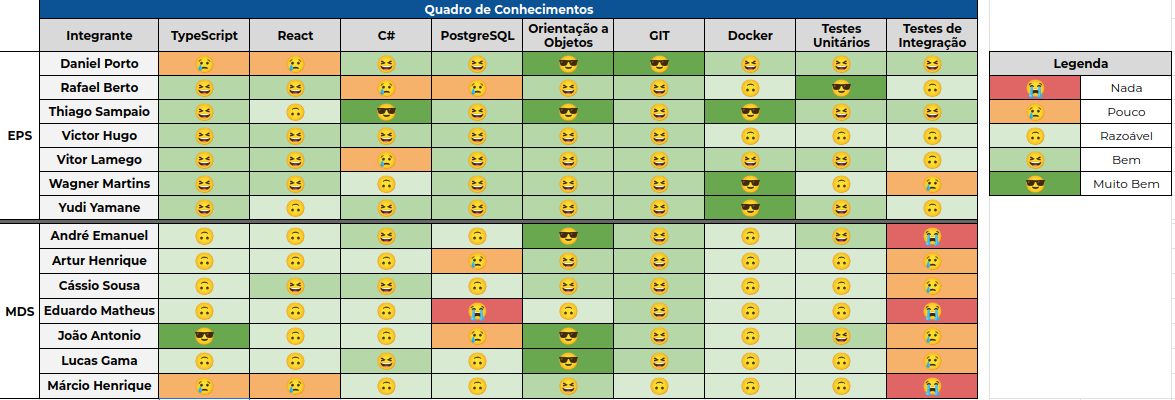 Quadro de Conhecimentos
Integrante TypeScript React C# PostgreSQL Orientação a Objetos GIT Docker Testes Unitários Testes de Integração
EPS
Daniel Porto 😢 😢 😆 😆 😎 😎 😆 😆 😆
Rafael Berto 😆 😆 😢 😢 😆 😆 🙃 😎 🙃
Thiago Sampaio 😆 🙃 😎 😆 😎 😆 😎 😆 😆
Victor Hugo 😆 😆 😆 😆 😆 😆 🙃 🙃 🙃
Vitor Lamego 😆 😆 😢 😆 😆 😆 😆 😆 🙃
Wagner Martins 😆 😆 🙃 😆 😆 😆 😎 🙃 😢
Yudi Yamane 😆 🙃 😆 😆 😆 😆 😎 😆 🙃
MDS
André Emanuel 🙃 🙃 😆 🙃 😎 😆 🙃 😆 😭
Artur Henrique 🙃 🙃 🙃 😢 😆 😆 🙃 🙃 😢
Cássio Sousa 🙃 😆 😆 🙃 😆 😆 🙃 🙃 😢
Eduardo Matheus 🙃 🙃 🙃 😭 🙃 😆 🙃 🙃 😭
João Antonio 😎 🙃 🙃 😢 😎 😆 🙃 😆 😢
Lucas Gama 🙃 🙃 😆 🙃 😎 😆 🙃 🙃 😢
Márcio Henrique 😢 😢 🙃 🙃 😆 🙃 🙃 🙃 😭
Legenda
😭 Nada
😢 Pouco
🙃 Razoável
😆 Bem
😎 Muito Bem